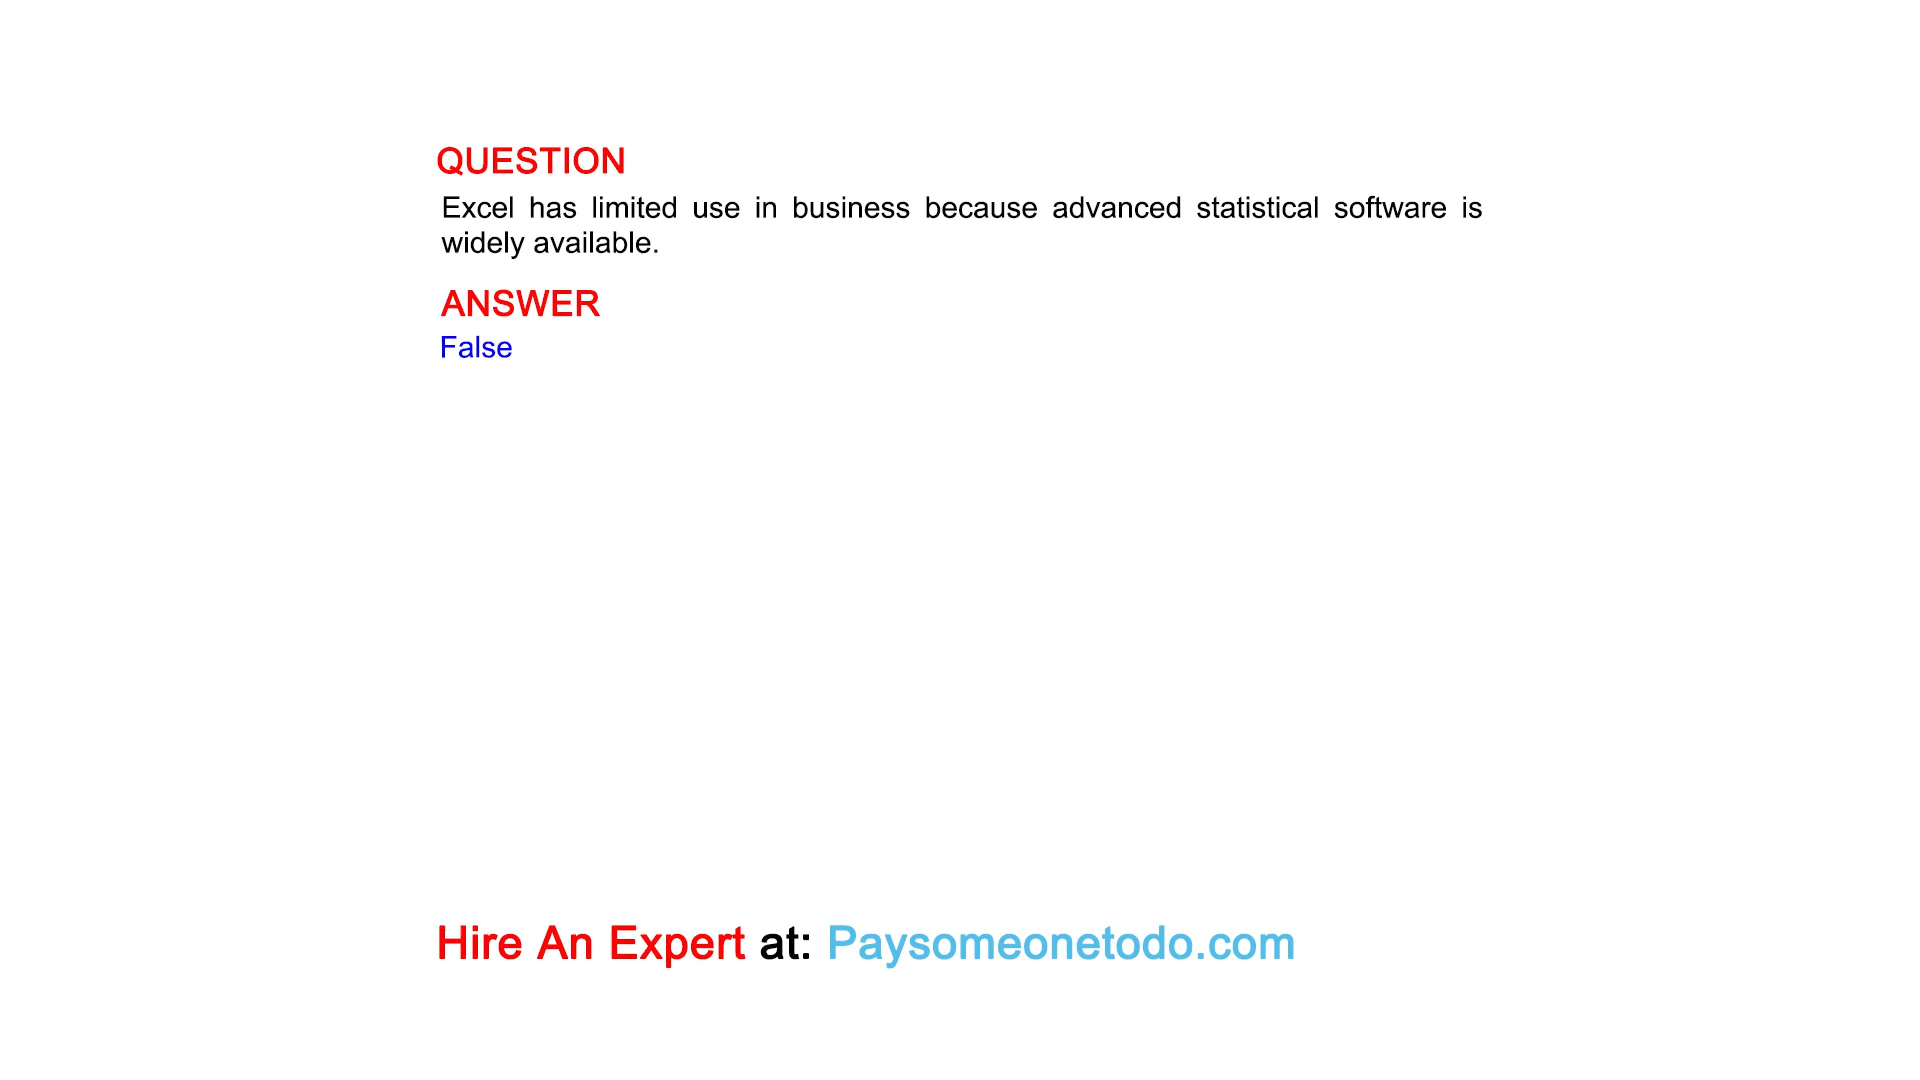 QUESTION
Excel has limited use in business because advanced statistical software is
widely available.
ANSWER
False
Hire An Expert at: Paysomeonetodo.com